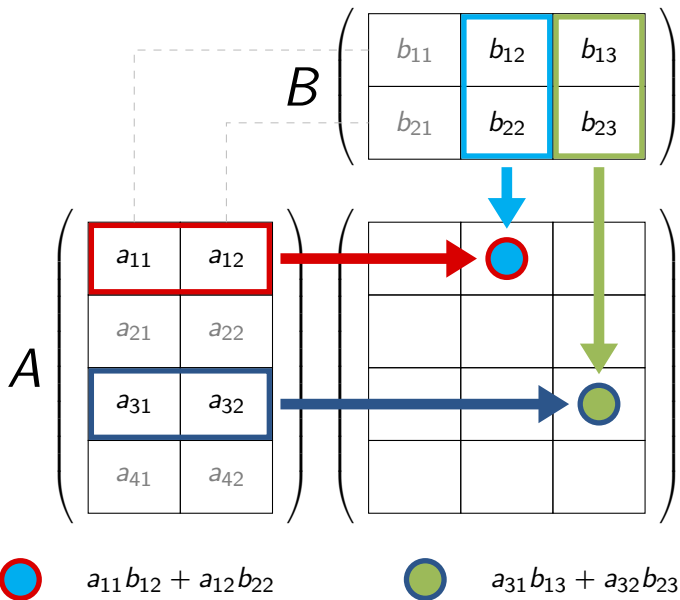 b₁₁ b₁₂ b₁₃
B
b₂₁ b₂₂ b₂₃
a₁₁ a₁₂
a₂₁ a₂₂
A
a₃₁ a₃₂
a₄₁ a₄₂
a₁₁b₁₂ + a₁₂b₂₂
a₃₁b₁₃ + a₃₂b₂₃